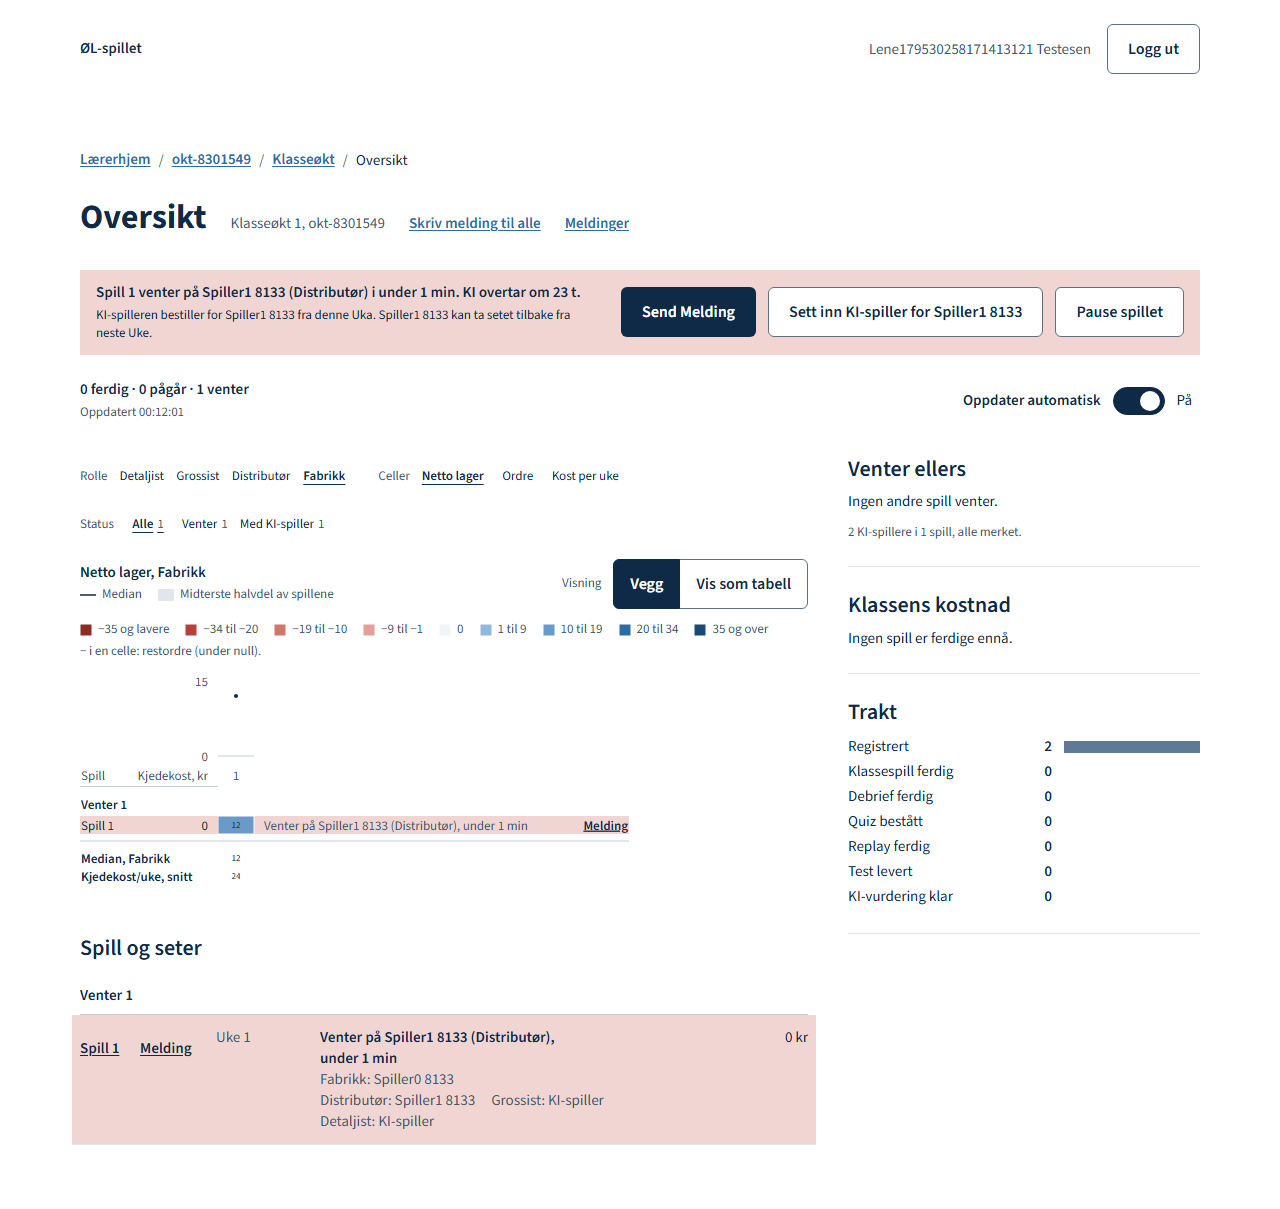 ØL-spillet
Lene179530258171413121 Testesen
Logg ut
Lærerhjem / okt-8301549 / Klasseøkt / Oversikt
Oversikt
Klasseøkt 1, okt-8301549
Skriv melding til alle
Meldinger
Spill 1 venter på Spiller1 8133 (Distributør) i under 1 min. KI overtar om 23 t.
KI-spilleren bestiller for Spiller1 8133 fra denne Uka. Spiller1 8133 kan ta setet tilbake fra
neste Uke.
Send Melding
Sett inn KI-spiller for Spiller1 8133
Pause spillet
0 ferdig · 0 pågår · 1 venter
Oppdatert 00:12:01
Oppdater automatisk
På
Rolle Detaljist Grossist Distributør Fabrikk
Celler Netto lager Ordre Kost per uke
Status Alle 1 Venter 1 Med KI-spiller 1
Netto lager, Fabrikk
Median
Midterste halvdel av spillene
Visning
Vegg
Vis som tabell
−35 og lavere −34 til −20 −19 til −10 −9 til −1 0 1 til 9 10 til 19 20 til 34 35 og over
− i en celle: restordre (under null).
15
0
Spill Kjedekost, kr 1
Venter 1
Spill 1 0 12 Venter på Spiller1 8133 (Distributør), under 1 min Melding
Median, Fabrikk 12
Kjedekost/uke, snitt 24
Spill og seter
Venter 1
Spill 1
Melding
Uke 1
Venter på Spiller1 8133 (Distributør),
under 1 min
Fabrikk: Spiller0 8133
Distributør: Spiller1 8133 Grossist: KI-spiller
Detaljist: KI-spiller
0 kr
Venter ellers
Ingen andre spill venter.
2 KI-spillere i 1 spill, alle merket.
Klassens kostnad
Ingen spill er ferdige ennå.
Trakt
Registrert 2
Klassespill ferdig 0
Debrief ferdig 0
Quiz bestått 0
Replay ferdig 0
Test levert 0
KI-vurdering klar 0